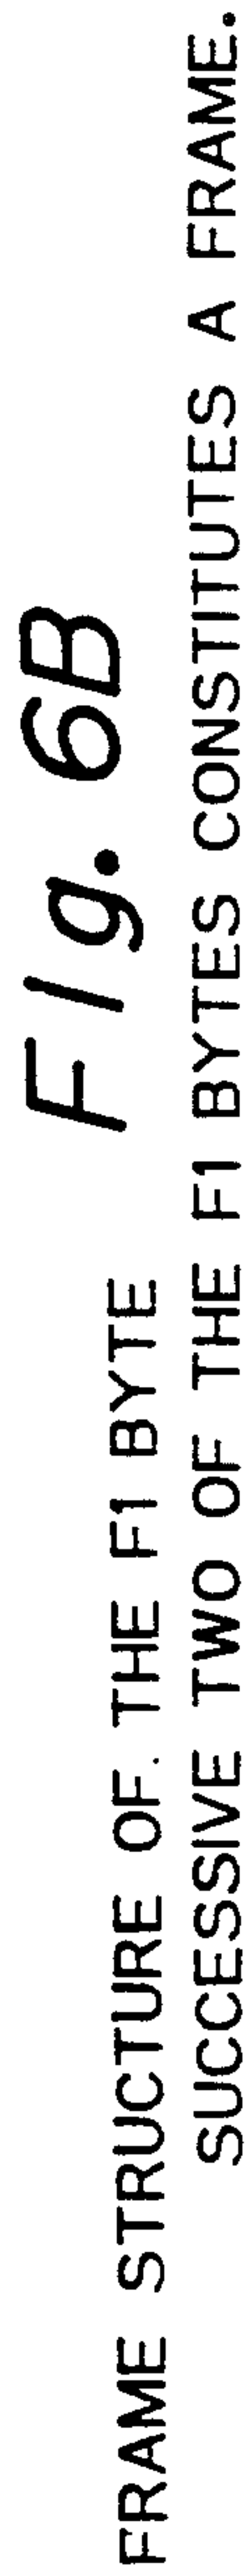 Fig. 6B
FRAME STRUCTURE OF. THE F1 BYTE
SUCCESSIVE TWO OF THE F1 BYTES CONSTITUTES A FRAME.